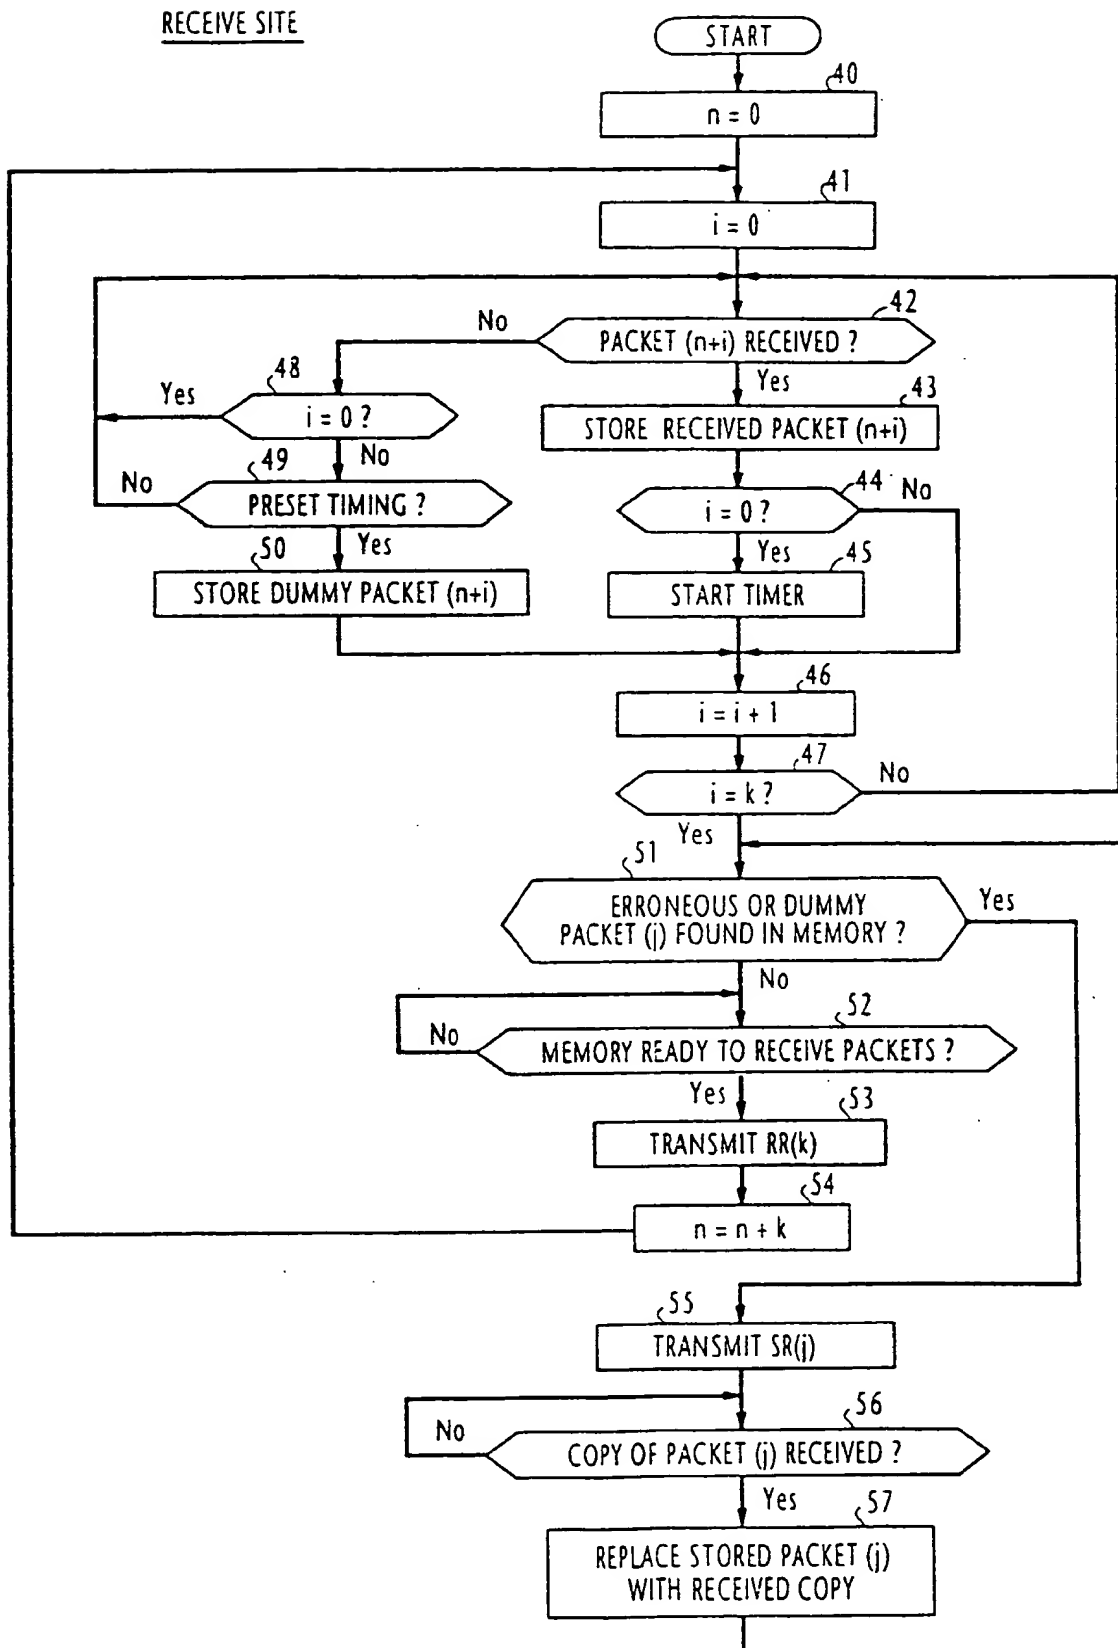 RECEIVE SITE
START
40
n = 0
41
i = 0
42
No
PACKET (n+i) RECEIVED ?
Yes
48
Yes
i = 0 ?
No
43
STORE RECEIVED PACKET (n+i)
49
No
PRESET TIMING ?
Yes
44
No
i = 0 ?
Yes
50
STORE DUMMY PACKET (n+i)
45
START TIMER
46
i = i + 1
47
i = k ?
No
Yes
51
ERRONEOUS OR DUMMY
PACKET (j) FOUND IN MEMORY ?
Yes
No
52
No
MEMORY READY TO RECEIVE PACKETS ?
Yes
53
TRANSMIT RR(k)
54
n = n + k
55
TRANSMIT SR(j)
56
No
COPY OF PACKET (j) RECEIVED ?
Yes
57
REPLACE STORED PACKET (j)
WITH RECEIVED COPY